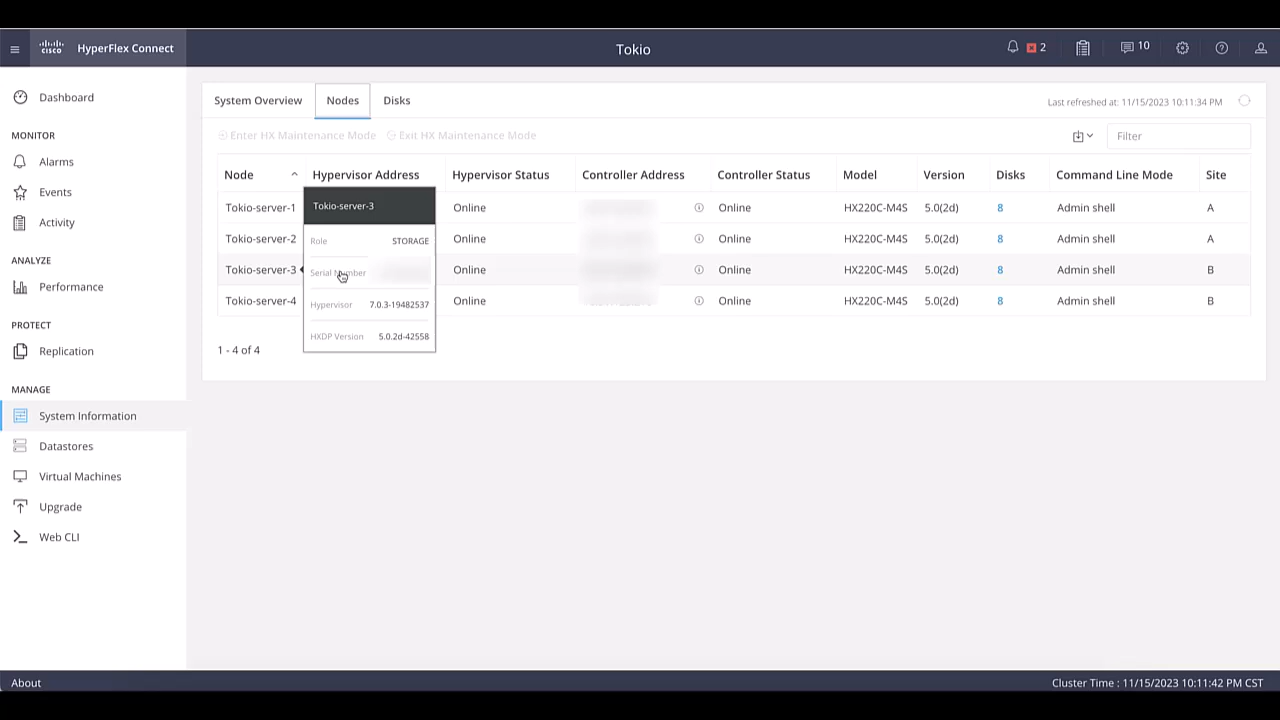 cisco HyperFlex Connect
Tokio
2
10
Dashboard
MONITOR
Alarms
Events
Activity
ANALYZE
Performance
PROTECT
Replication
MANAGE
System Information
Datastores
Virtual Machines
Upgrade
Web CLI
System Overview Nodes Disks
Last refreshed at: 11/15/2023 10:11:34 PM
Enter HX Maintenance Mode Exit HX Maintenance Mode
Filter
Node Hypervisor Address Hypervisor Status Controller Address Controller Status Model Version Disks Command Line Mode Site
Tokio-server-1 Online Online HX220C-M4S 5.0(2d) 8 Admin shell A
Tokio-server-2 Online Online HX220C-M4S 5.0(2d) 8 Admin shell A
Tokio-server-3 Online Online HX220C-M4S 5.0(2d) 8 Admin shell B
Tokio-server-4 Online Online HX220C-M4S 5.0(2d) 8 Admin shell B
Tokio-server-3
Role STORAGE
Serial Number
Hypervisor 7.0.3-19482537
HXDP Version 5.0.2d-42558
1 - 4 of 4
About
Cluster Time : 11/15/2023 10:11:42 PM CST